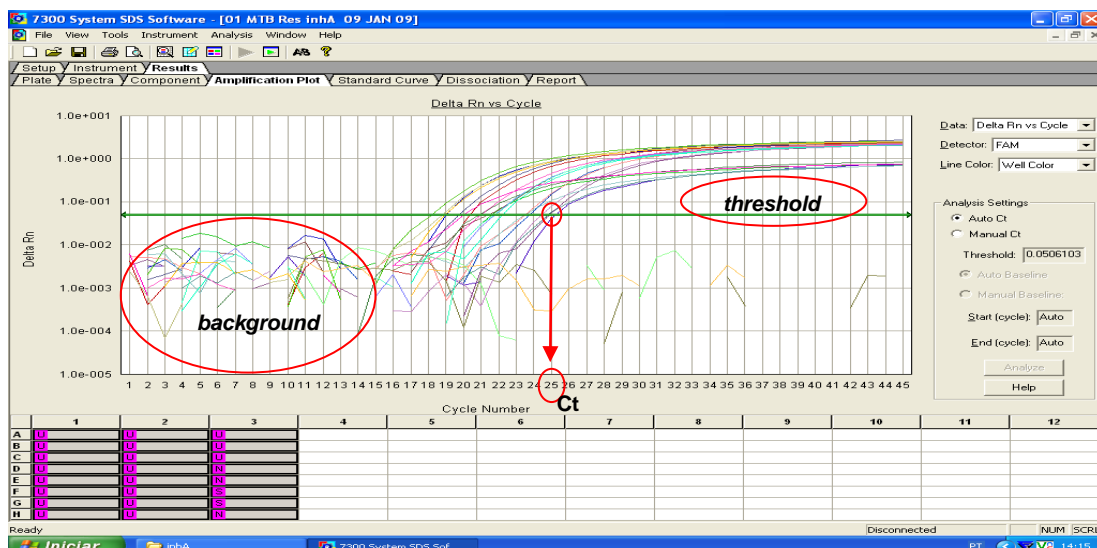 7300 System SDS Software - [01 MTB Res inhA 09 JAN 09]
File View Tools Instrument Analysis Window Help
Setup Instrument Results
Plate Spectra Component Amplification Plot Standard Curve Dissociation Report
Delta Rn vs Cycle
1.0e+001
1.0e+000
1.0e-001
1.0e-002
1.0e-003
1.0e-004
1.0e-005
Delta Rn
threshold
background
1 2 3 4 5 6 7 8 9 10 11 12 13 14 15 16 17 18 19 20 21 22 23 24 25 26 27 28 29 30 31 32 33 34 35 36 37 38 39 40 41 42 43 44 45
Ct
Cycle Number
Data: Delta Rn vs Cycle
Detector: FAM
Line Color: Well Color
Analysis Settings
Auto Ct
Manual Ct
Threshold: 0.0506103
Auto Baseline
Manual Baseline:
Start (cycle): Auto
End (cycle): Auto
Analyze
Help
1 2 3 4 5 6 7 8 9 10 11 12
A U U U
B U U U
C U U U
D U U N
E U U N
F U U S
G U U S
H U U N
Ready Disconnected NUM SCRL
Iniciar inhA 7300 System SDS Sof... PT 14:15